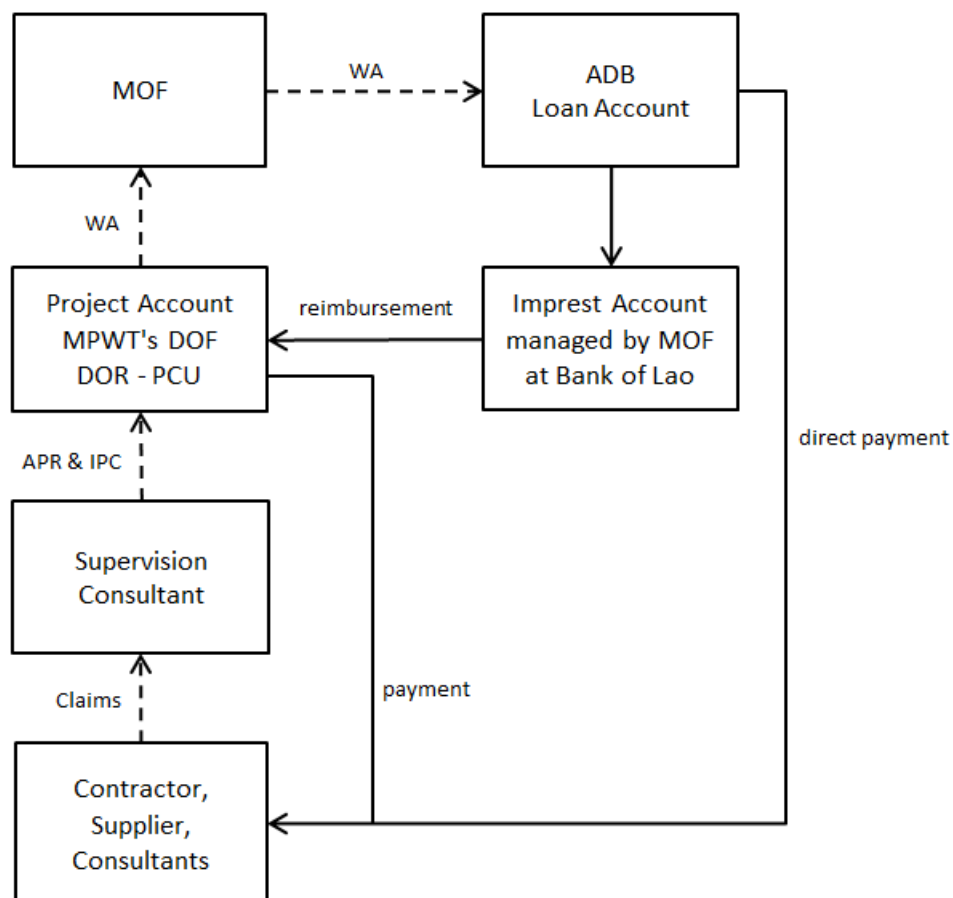 MOF
WA
ADB
Loan Account
WA
Project Account
MPWT's DOF
DOR - PCU
reimbursement
Imprest Account
managed by MOF
at Bank of Lao
direct payment
APR & IPC
Supervision
Consultant
Claims
payment
Contractor,
Supplier,
Consultants